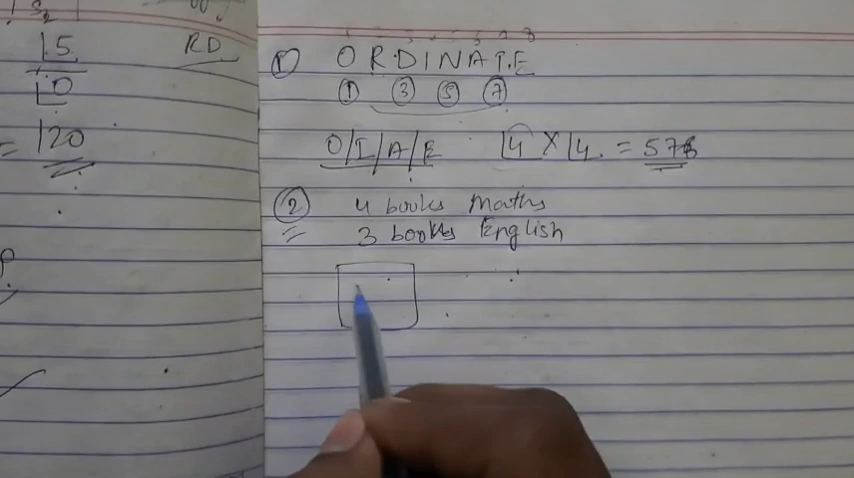 15
10
= 120
RD
① ORDINATE
① ③ ⑤ ⑦
O/I/A/E 4 X 4. = 576
② 4 books Maths
= 3 books English